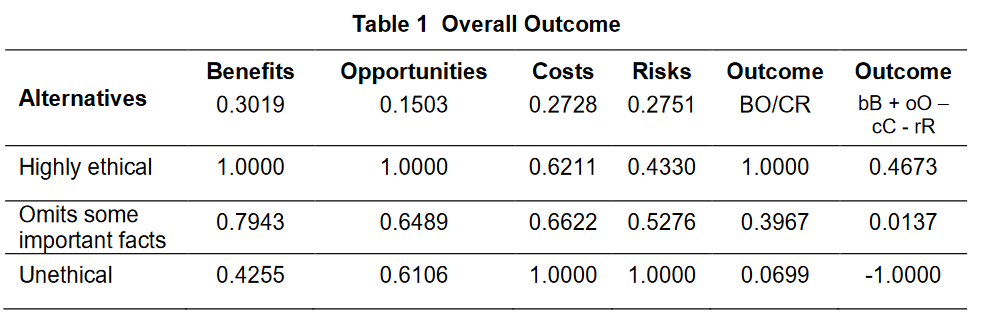 Table 1 Overall Outcome
Alternatives Benefits Opportunities Costs Risks Outcome Outcome
0.3019 0.1503 0.2728 0.2751 BO/CR bB + oO –
cC - rR
Highly ethical 1.0000 1.0000 0.6211 0.4330 1.0000 0.4673
Omits some
important facts 0.7943 0.6489 0.6622 0.5276 0.3967 0.0137
Unethical 0.4255 0.6106 1.0000 1.0000 0.0699 -1.0000